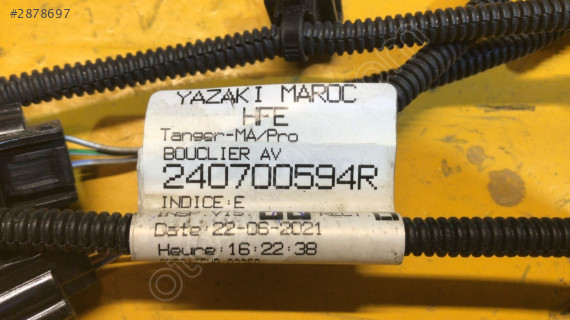 #2878697
YAZAKI MAROC
HFE
Tanger-MA/Pro
BOUCLIER AV
240700594R
INDICE:E
Date:22-06-2021
Heure:16:22:38